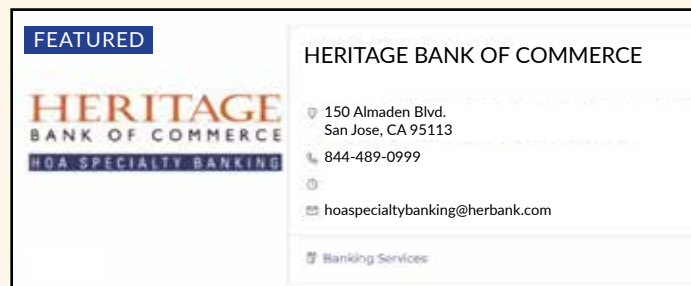 FEATURED
HERITAGE
BANK OF COMMERCE
HOA SPECIALTY BANKING
HERITAGE BANK OF COMMERCE
150 Almaden Blvd.
San Jose, CA 95113
844-489-0999
hoaspecialtybanking@herbank.com
Banking Services